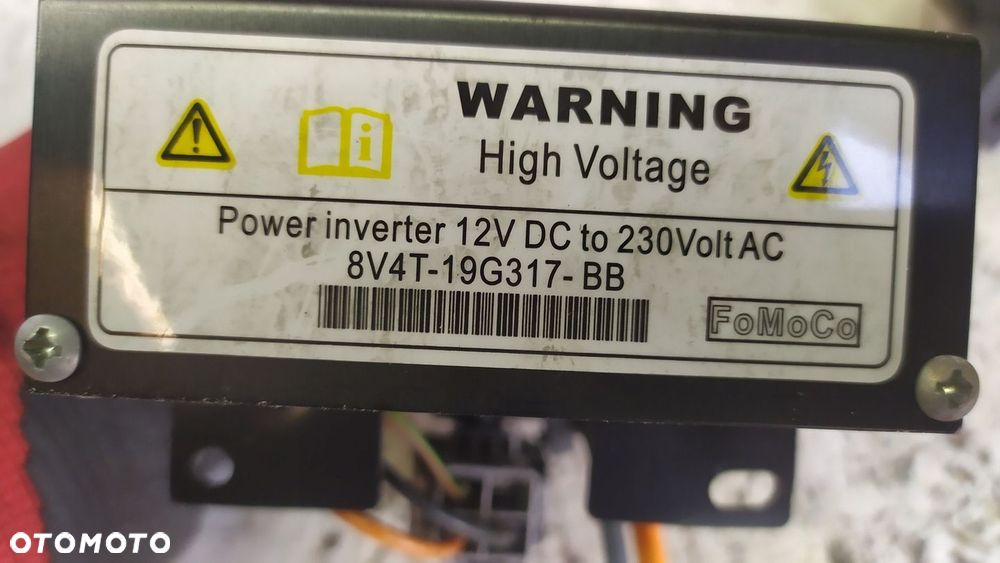 WARNING
High Voltage
Power inverter 12V DC to 230Volt AC
8V4T-19G317-BB
FoMoCo
OTOMOTO